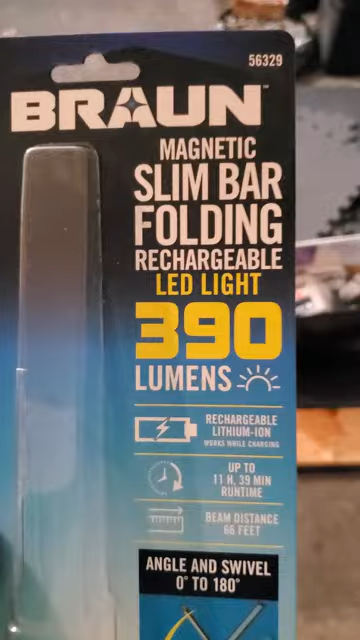 56329
BRAUN™
MAGNETIC
SLIM BAR
FOLDING
RECHARGEABLE
LED LIGHT
390
LUMENS
RECHARGEABLE
LITHIUM-ION
WORKS WHILE CHARGING
UP TO
11 H, 39 MIN
RUNTIME
BEAM DISTANCE
66 FEET
ANGLE AND SWIVEL
0° TO 180°